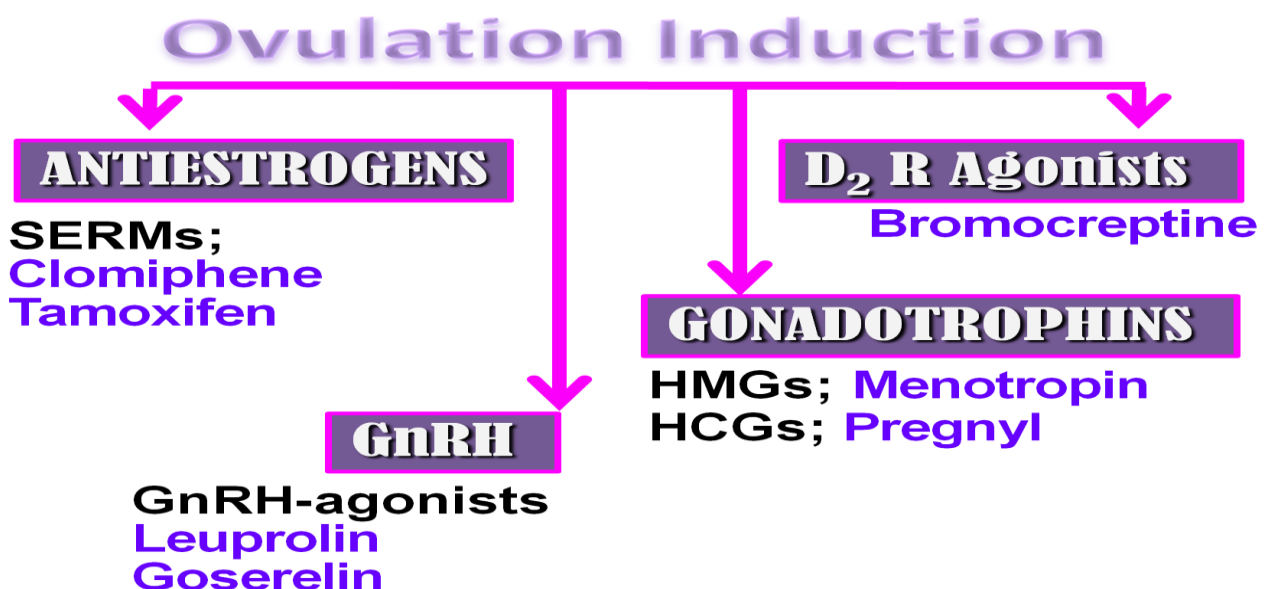 Ovulation Induction
ANTIESTROGENS
SERMs;
Clomiphene
Tamoxifen
GnRH
GnRH-agonists
Leuprolin
Goserelin
GONADOTROPHINS
HMGs; Menotropin
HCGs; Pregnyl
D₂ R Agonists
Bromocreptine